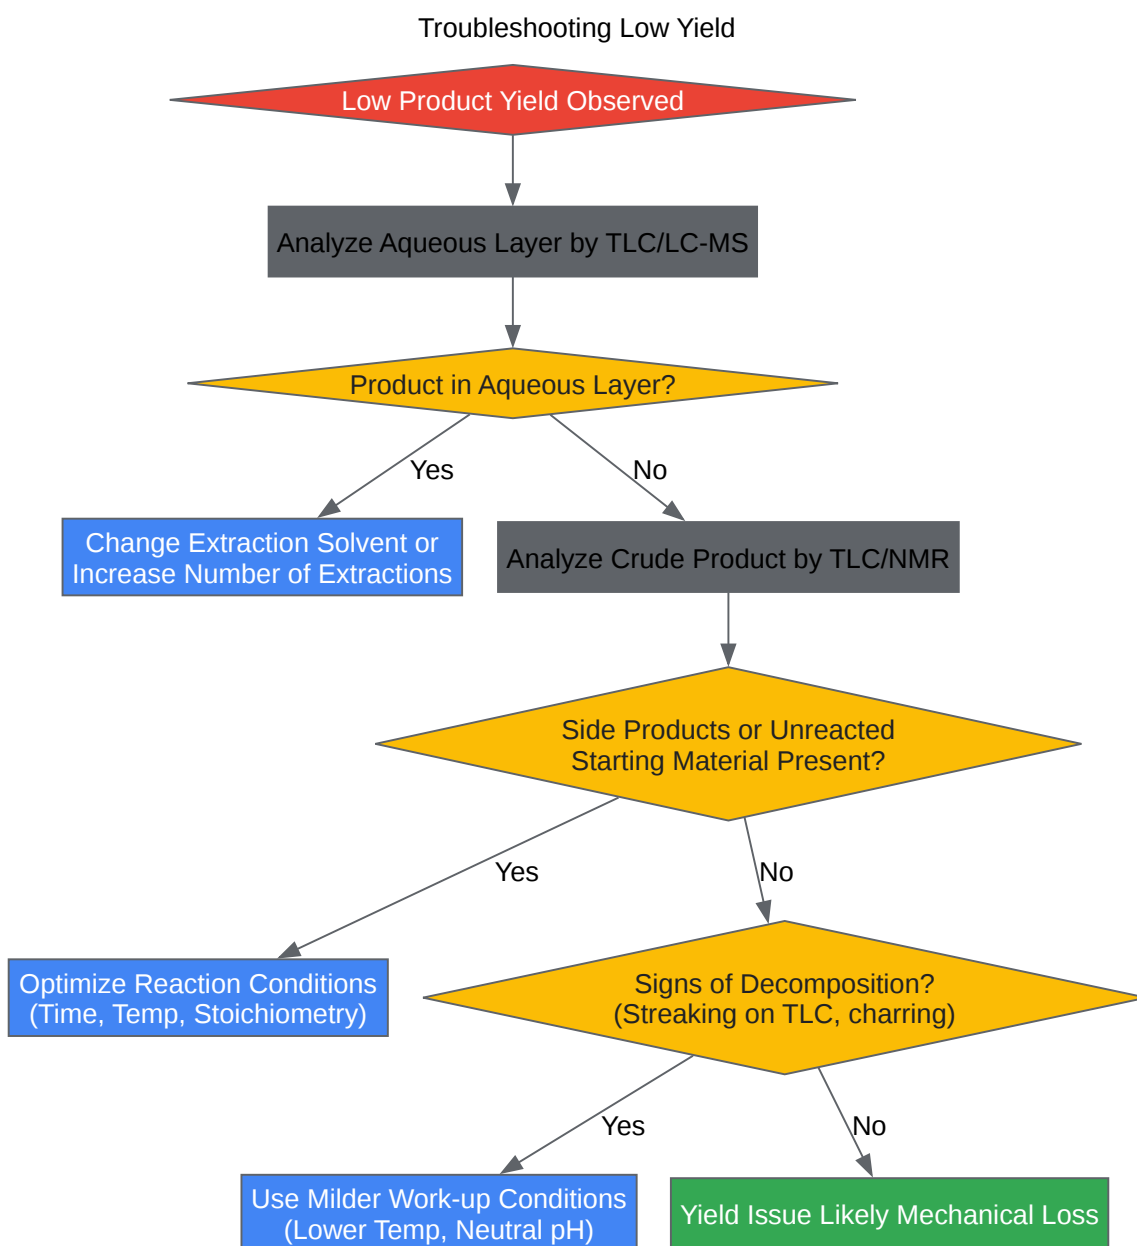 Troubleshooting Low Yield
Low Product Yield Observed
Analyze Aqueous Layer by TLC/LC-MS
Product in Aqueous Layer?
Yes
No
Change Extraction Solvent or
Increase Number of Extractions
Analyze Crude Product by TLC/NMR
Side Products or Unreacted
Starting Material Present?
Yes
No
Optimize Reaction Conditions
(Time, Temp, Stoichiometry)
Signs of Decomposition?
(Streaking on TLC, charring)
Yes
No
Use Milder Work-up Conditions
(Lower Temp, Neutral pH)
Yield Issue Likely Mechanical Loss